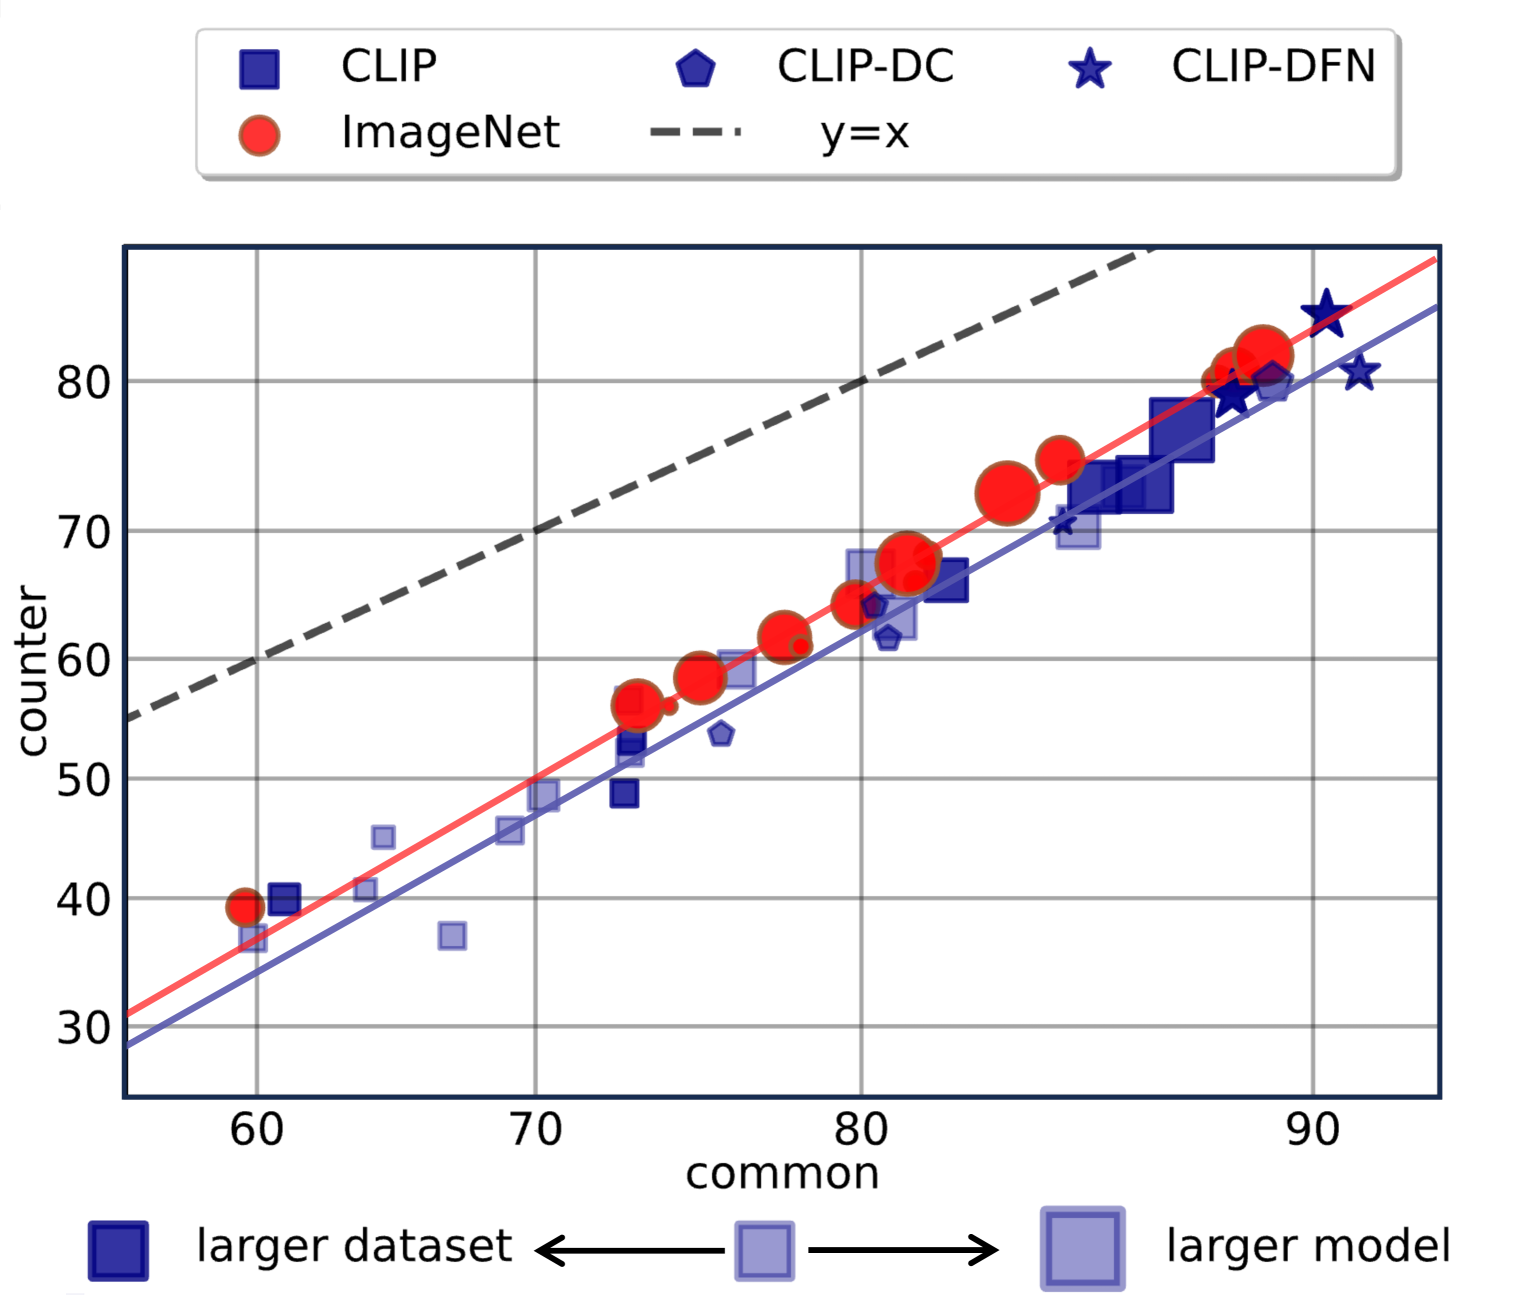 CLIP CLIP-DC CLIP-DFN
ImageNet y=x
80
70
60
50
40
30
counter
60 70 80 90
common
larger dataset larger model